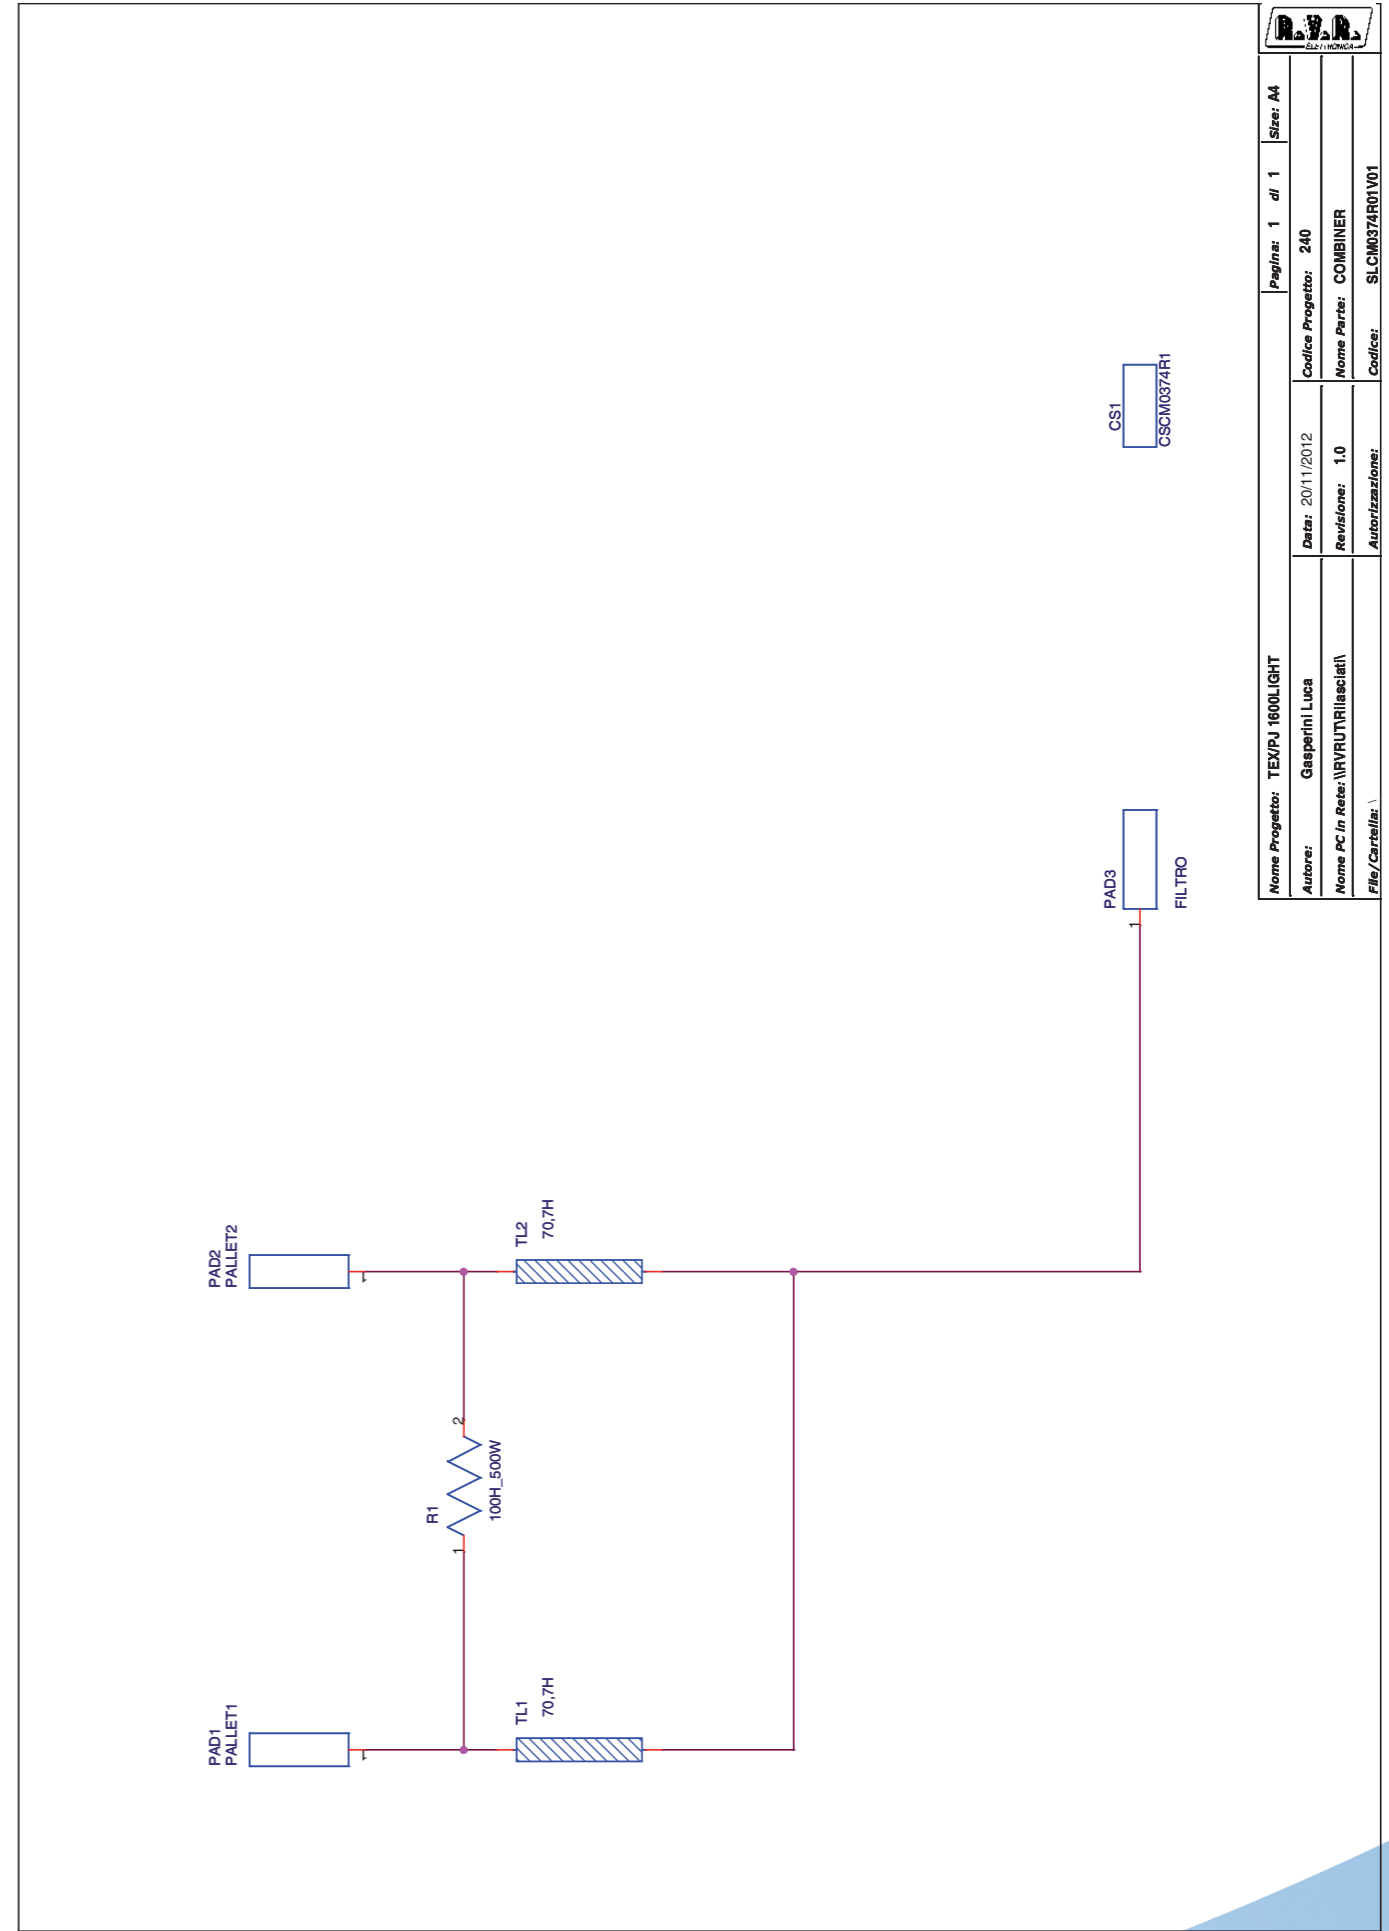 R.V.R.
ELETTRONICA
Nome Progetto: TEX/PJ 1600LIGHT
Pagina: 1 di 1
Size: A4
Autore: Gasperini Luca
Data: 20/11/2012
Codice Progetto: 240
Nome PC in Rete: \\RVRUT\Rilasciati\
Revisione: 1.0
Nome Parte: COMBINER
File/Cartella: \
Autorizzazione:
Codice: SLCM0374R01V01
PAD1
PALLET1
1
PAD2
PALLET2
1
R1
1
2
100H_500W
TL1
70,7H
TL2
70,7H
PAD3
1
FILTRO
CS1
CSCM0374R1